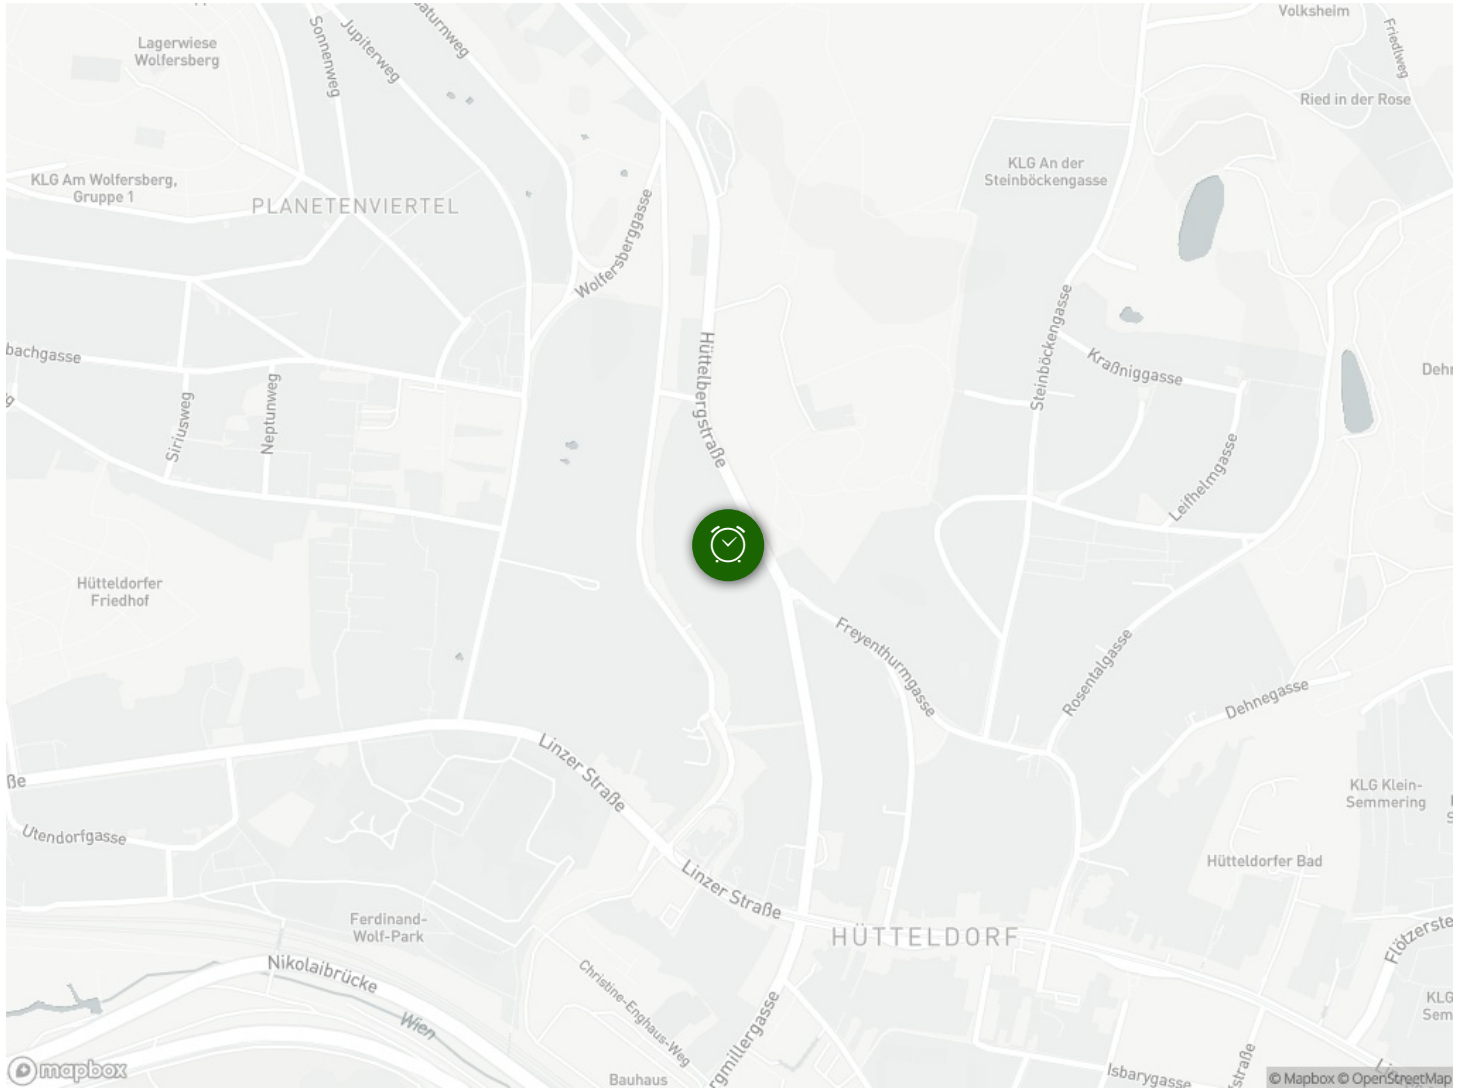 Volksheim
Sonnenweg
Jupiterweg
Friedlweg
Lagerwiese
Wolfersberg
Ried in der Rose
KLG An der
Steinböckengasse
KLG Am Wolfersberg,
Gruppe 1
PLANETENVIERTEL
Wolfersberggasse
Hüttelbergstraße
Steinböckengasse
Kraßniggasse
Leifhelmgasse
Siriusweg
Neptunweg
Hütteldorfer
Friedhof
Freyenthurmgasse
Rosentalgasse
Dehnegasse
Linzer Straße
KLG Klein-
Semmering
Utendorfgasse
Hütteldorfer Bad
Linzer Straße
Ferdinand-
Wolf-Park
HÜTTELDORF
Nikolaibrücke
Christine-Enghaus-Weg
Wien
KLG
Isbarygasse
Bauhaus
mapbox
© Mapbox © OpenStreetMap